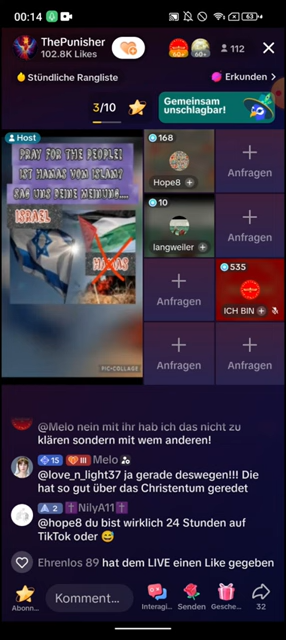 00:14
63
ThePunisher
102.8K Likes
60+
60+
112
Stündliche Rangliste
Erkunden >
3/10
Gemeinsam
unschlagbar!
Host
PRAY FOR THE PEOPLE!
IST HAMAS VOM ISLAM?
SAG UNS DEINE MEINUNG....
ISRAEL
HAMAS
PIC•COLLAGE
168
Hope8
Anfragen
10
langweiler
Anfragen
Anfragen
535
ICH BIN
Anfragen
Anfragen
@Melo nein mit ihr hab ich das nicht zu
klären sondern mit wem anderen!
15 III Melo
@love_n_light37 ja gerade deswegen!!! Die
hat so gut über das Christentum geredet
2 ✝️NilyA11✝️
@hope8 du bist wirklich 24 Stunden auf
TikTok oder 😅
Ehrenlos 89 hat dem LIVE einen Like gegeben
Abonn...
Komment...
Interagi...
Senden
Gesche...
32